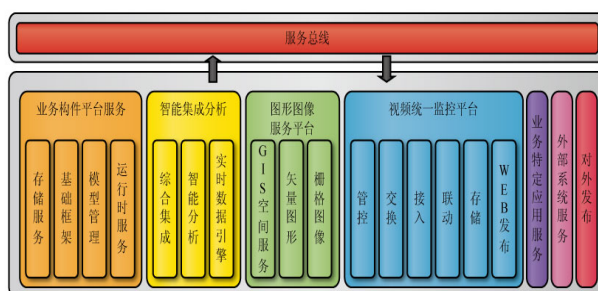 服务总线
业务构件平台服务
存储服务
基础框架
模型管理
运行时服务
智能集成分析
综合集成
智能分析
实时数据引擎
图形图像
服务平台
GIS空间服务
矢量图形
栅格图像
视频统一监控平台
管控
交换
接入
联动
存储
WEB发布
业务特定应用服务
外部系统服务
对外发布